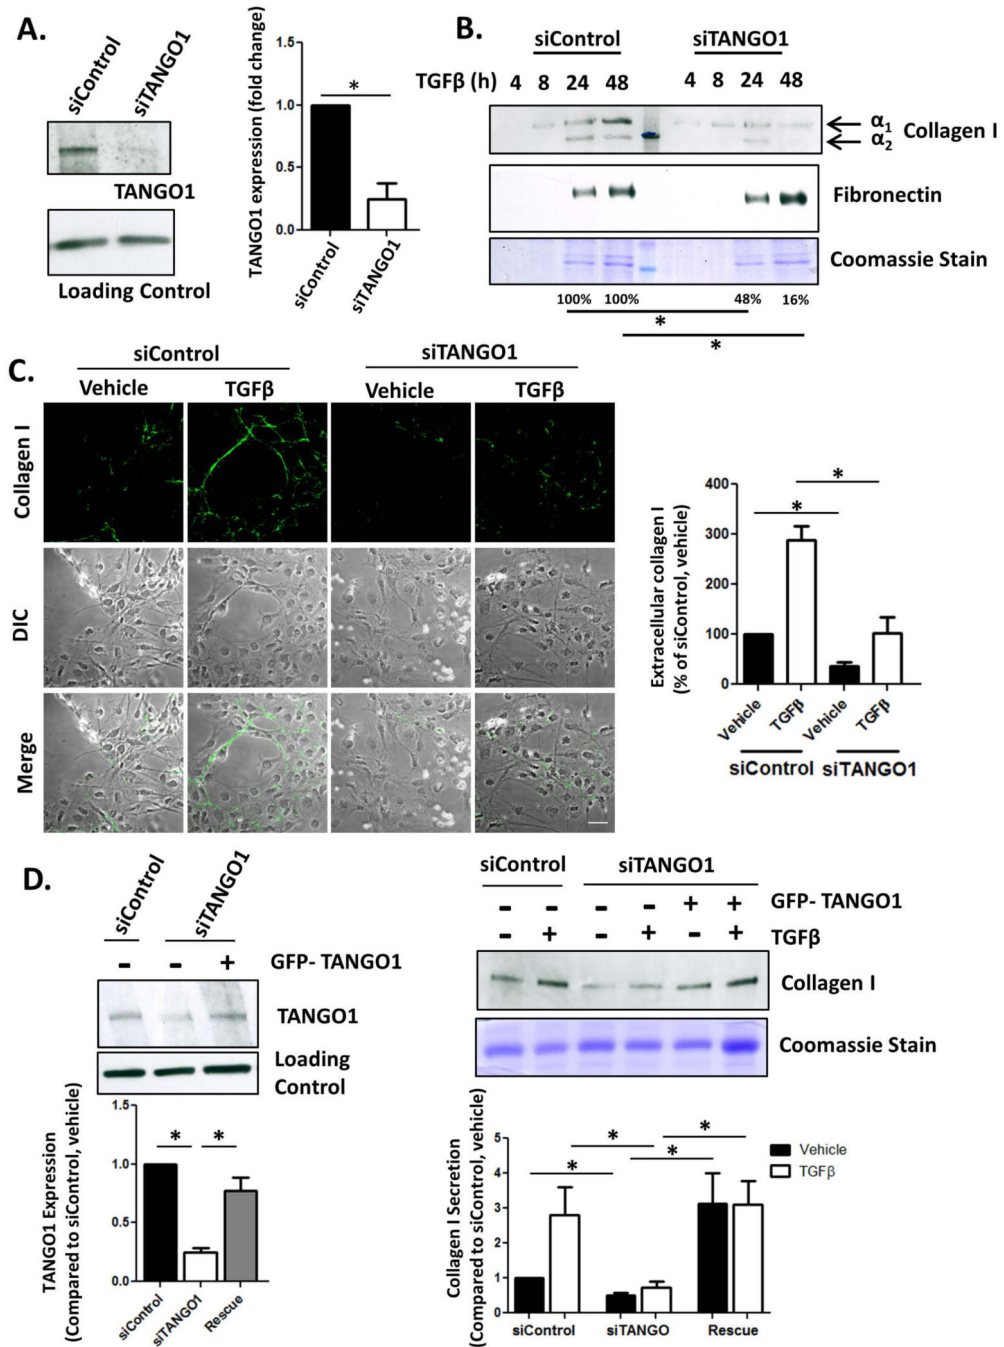 A.
siControl
siTANGO1
TANGO1
Loading Control
TANGO1 expression (fold change)
1.5
1.0
0.5
0.0
*
siControl
siTANGO1
B.
siControl siTANGO1
TGFβ (h) 4 8 24 48 4 8 24 48
α1 Collagen I
α2
Fibronectin
Coomassie Stain
100% 100% 48% 16%
*
*
C.
siControl siTANGO1
Vehicle TGFβ Vehicle TGFβ
Collagen I
DIC
Merge
Extracellular collagen I
(% of siControl, vehicle)
400
300
200
100
0
*
*
Vehicle TGFβ Vehicle TGFβ
siControl siTANGO1
D.
siControl
siTANGO1
- - + GFP- TANGO1
TANGO1
Loading
Control
TANGO1 Expression
(Compared to siControl, vehicle)
1.5
1.0
0.5
0.0
* *
siControl siTANGO1 Rescue
siControl siTANGO1
- - - - + + GFP- TANGO1
- + - + - + TGFβ
Collagen I
Coomassie Stain
Collagen I Secretion
(Compared to siControl, vehicle)
5
4
3
2
1
0
* *
* *
Vehicle
TGFβ
siControl siTANGO Rescue